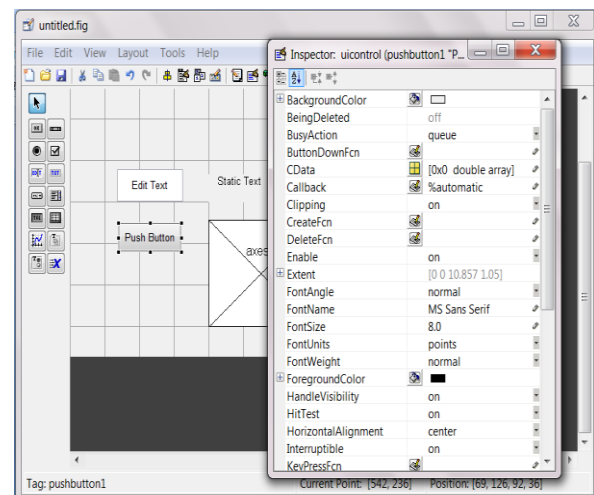 untitled.fig
File Edit View Layout Tools Help
Edit Text
Static Text
Push Button
axes
Tag: pushbutton1
Current Point: [542, 236] Position: [69, 126, 92, 36]
Inspector: uicontrol (pushbutton1 "P...
BackgroundColor
BeingDeleted off
BusyAction queue
ButtonDownFcn
CData [0x0 double array]
Callback %automatic
Clipping on
CreateFcn
DeleteFcn
Enable on
Extent [0 0 10.857 1.05]
FontAngle normal
FontName MS Sans Serif
FontSize 8.0
FontUnits points
FontWeight normal
ForegroundColor
HandleVisibility on
HitTest on
HorizontalAlignment center
Interruptible on
KeyPressFcn